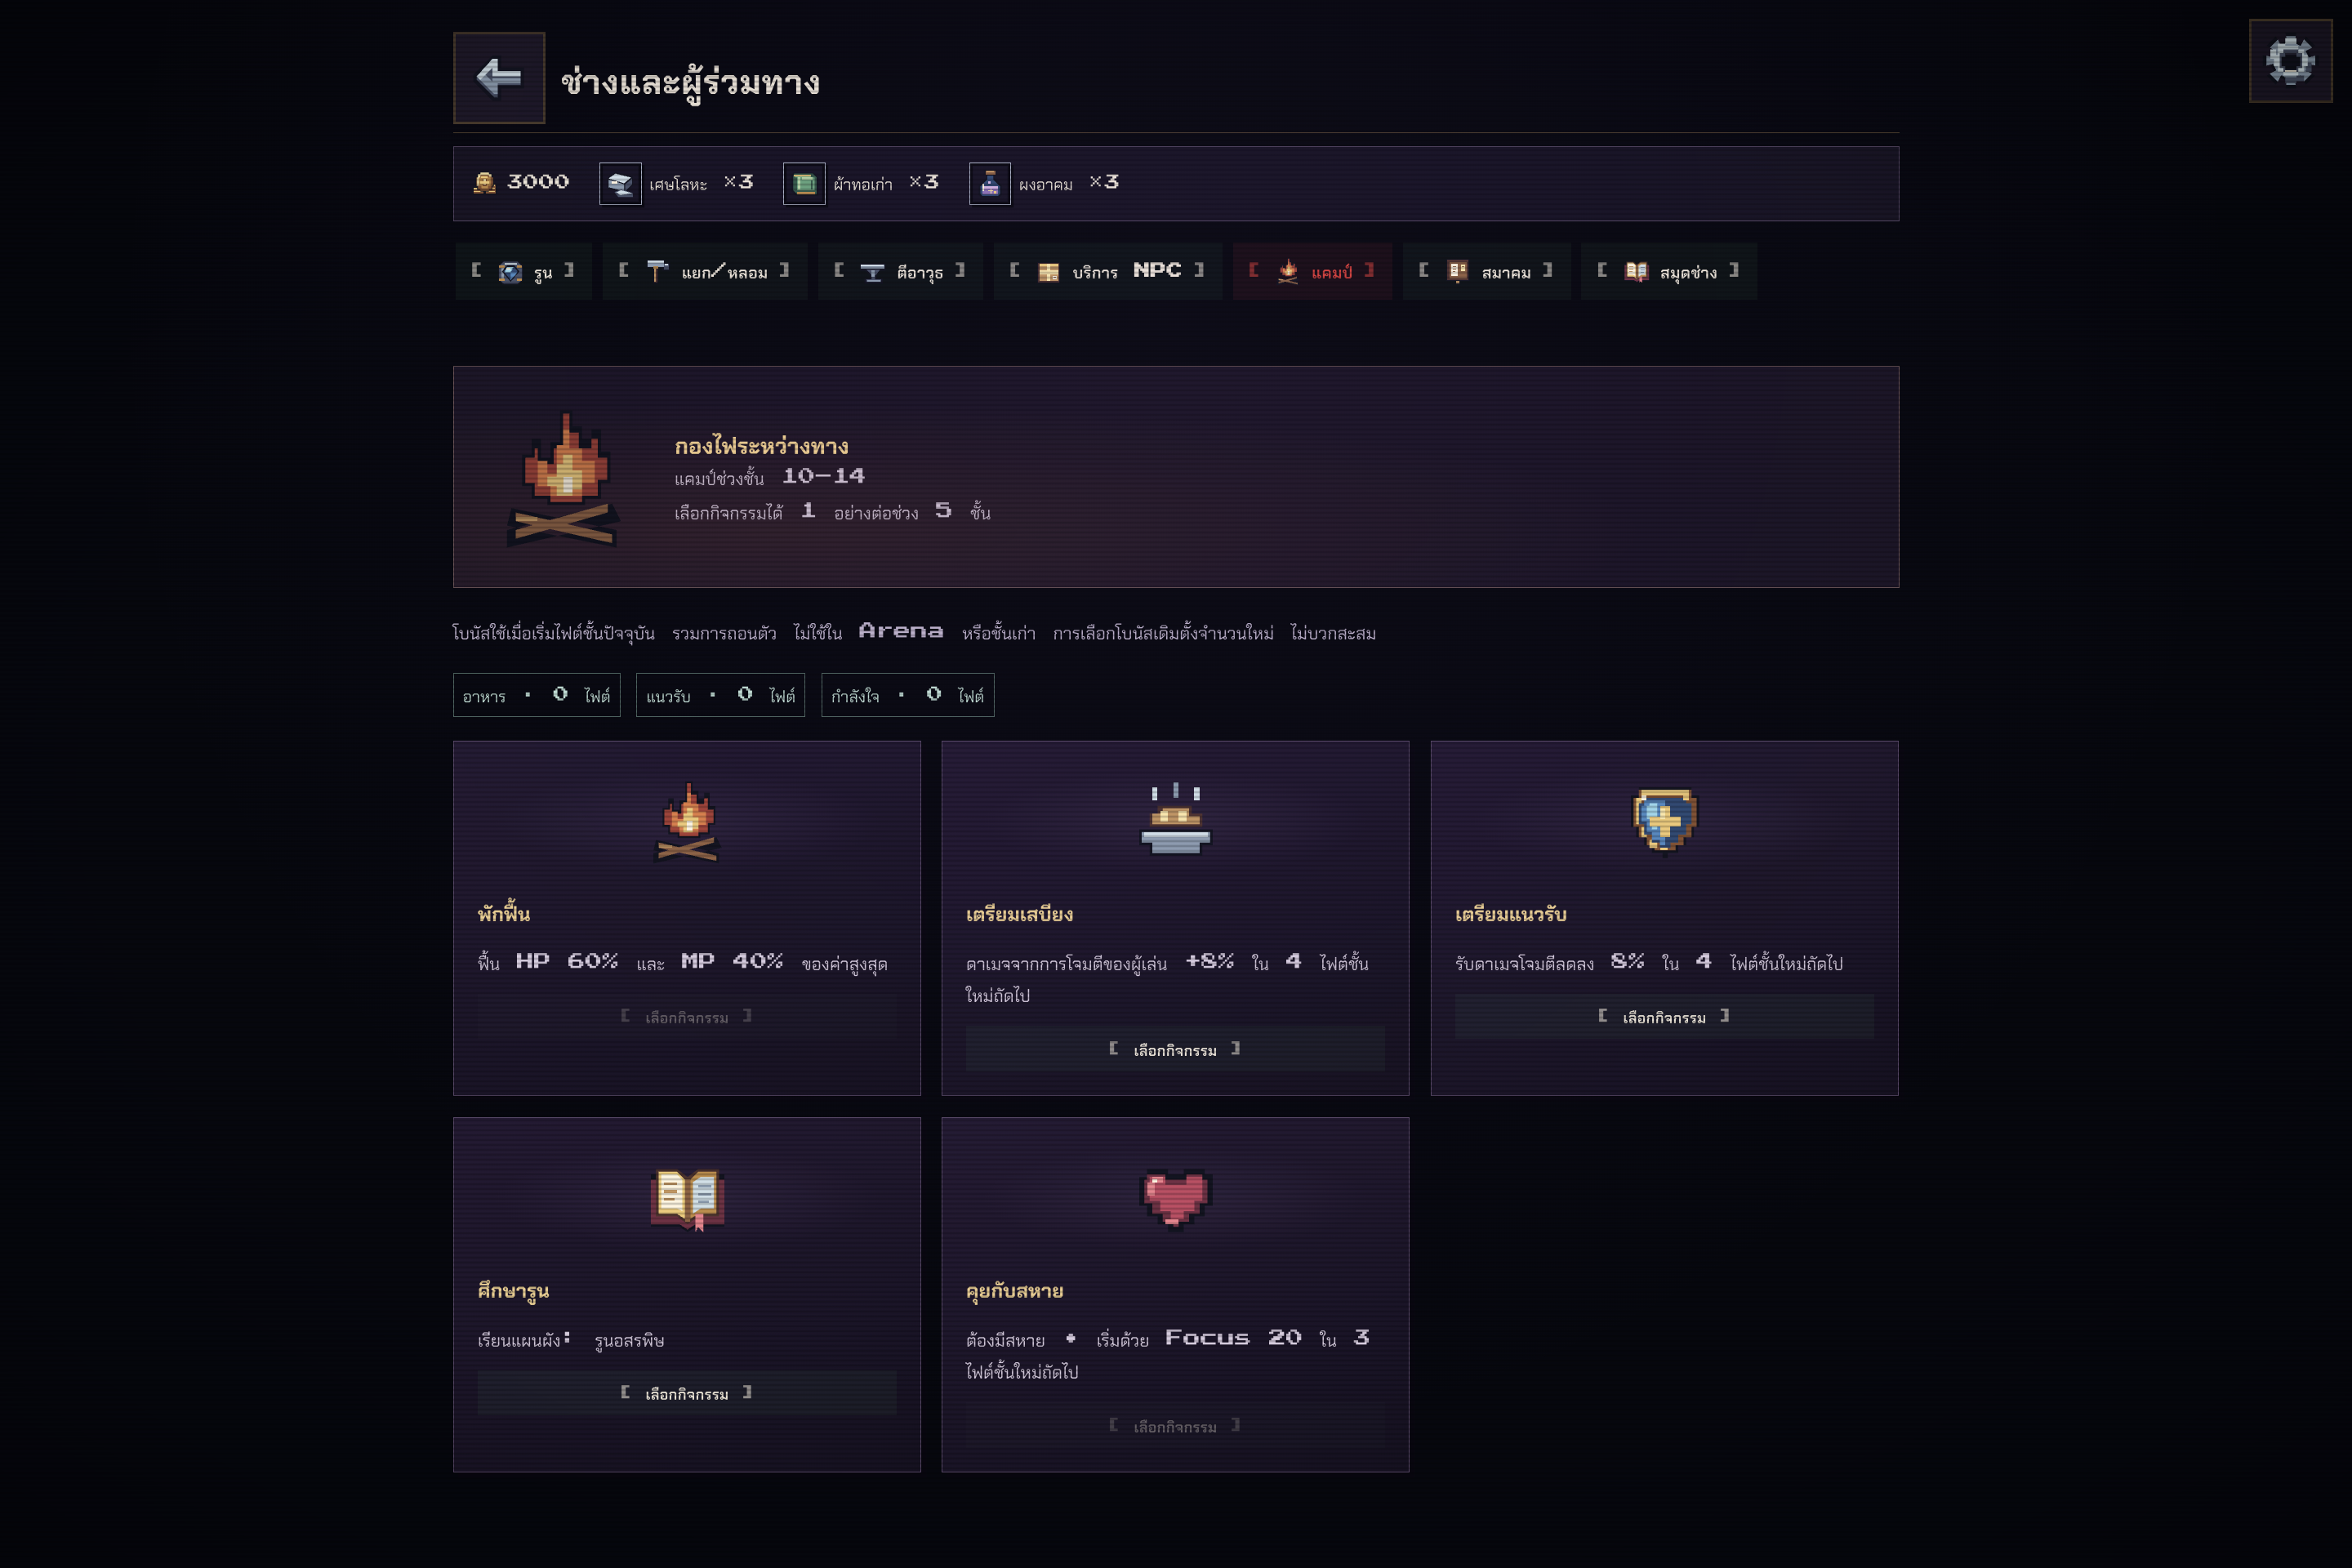 ช่างและผู้ร่วมทาง
3000 เศษโลหะ ×3 ผ้าทอเก่า ×3 ผงอาคม ×3
[ รูน ] [ แยก/หลอม ] [ ตีอาวุธ ] [ บริการ NPC ] [ แคมป์ ] [ สมาคม ] [ สมุดช่าง ]
กองไฟระหว่างทาง
แคมป์ช่วงชั้น 10–14
เลือกกิจกรรมได้ 1 อย่างต่อช่วง 5 ชั้น
โบนัสใช้เมื่อเริ่มไฟต์ชั้นปัจจุบัน รวมการถอนตัว ไม่ใช้ใน Arena หรือชั้นเก่า การเลือกโบนัสเดิมตั้งจำนวนใหม่ ไม่บวกสะสม
อาหาร · 0 ไฟต์ แนวรับ · 0 ไฟต์ กำลังใจ · 0 ไฟต์
พักฟื้น
ฟื้น HP 60% และ MP 40% ของค่าสูงสุด
[ เลือกกิจกรรม ]
เตรียมเสบียง
ดาเมจจากการโจมตีของผู้เล่น +8% ใน 4 ไฟต์ชั้น
ใหม่ถัดไป
[ เลือกกิจกรรม ]
เตรียมแนวรับ
รับดาเมจโจมตีลดลง 8% ใน 4 ไฟต์ชั้นใหม่ถัดไป
[ เลือกกิจกรรม ]
ศึกษารูน
เรียนแผนผัง: รูนอสรพิษ
[ เลือกกิจกรรม ]
คุยกับสหาย
ต้องมีสหาย • เริ่มด้วย Focus 20 ใน 3
ไฟต์ชั้นใหม่ถัดไป
[ เลือกกิจกรรม ]